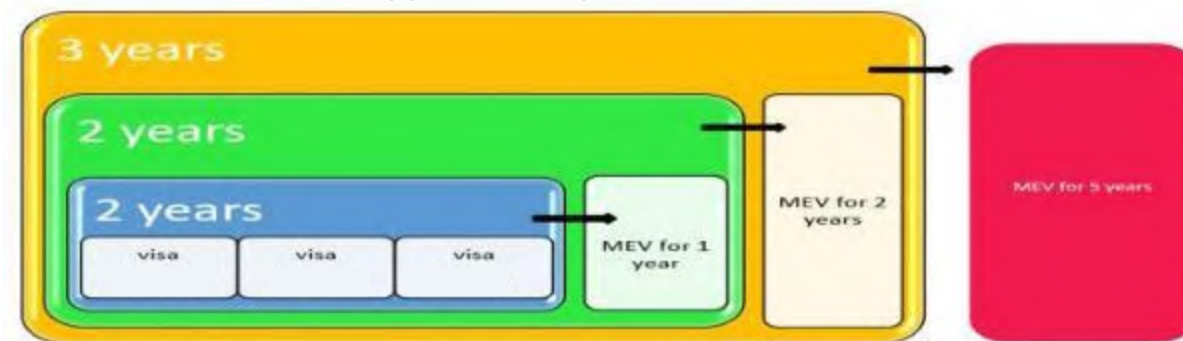 3 years
2 years
2 years
visa
visa
visa
MEV for 1
year
MEV for 2
years
MEV for 5 years